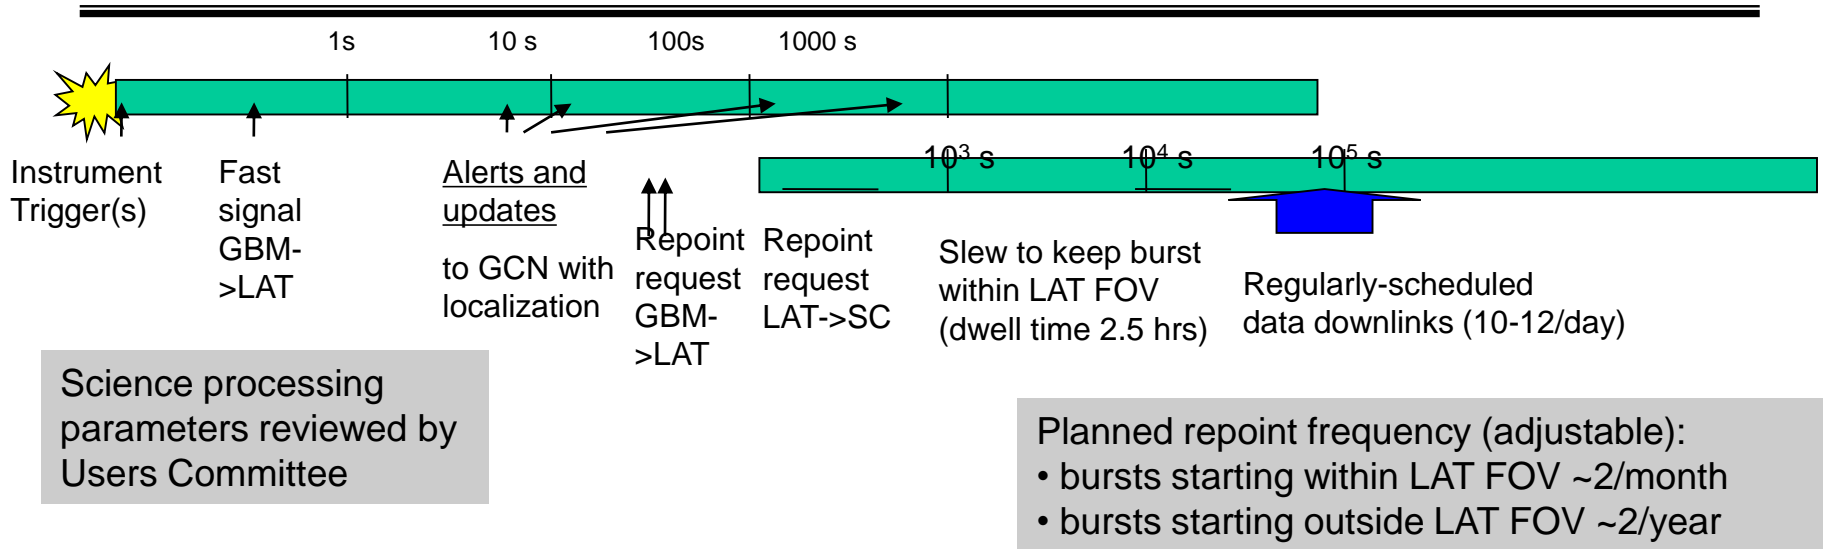 1s 10 s 100s 1000 s
10³ s 10⁴ s 10⁵ s
Instrument
Trigger(s)
Fast
signal
GBM-
>LAT
Alerts and
updates
to GCN with
localization
Repoint
request
GBM-
>LAT
Repoint
request
LAT->SC
Slew to keep burst
within LAT FOV
(dwell time 2.5 hrs)
Regularly-scheduled
data downlinks (10-12/day)
Science processing
parameters reviewed by
Users Committee
Planned repoint frequency (adjustable):
• bursts starting within LAT FOV ~2/month
• bursts starting outside LAT FOV ~2/year